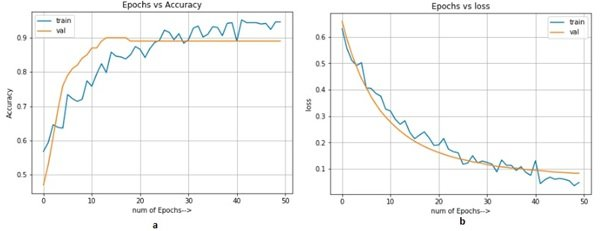 Epochs vs Accuracy
train
val
0.9
0.8
0.7
0.6
0.5
Accuracy
0 10 20 30 40 50
num of Epochs-->
a
Epochs vs loss
train
val
0.6
0.5
0.4
0.3
0.2
0.1
loss
0 10 20 30 40 50
num of Epochs-->
b